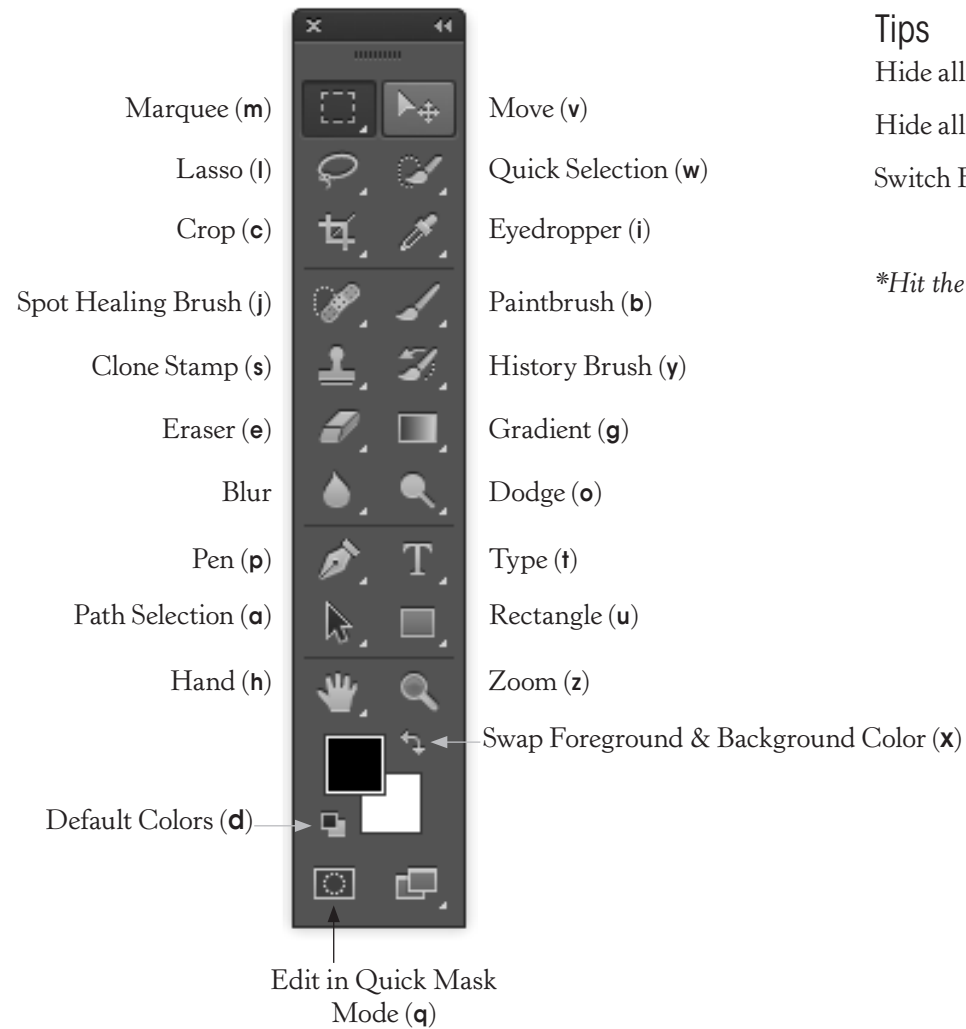 Tips
Hide all
Hide all
Switch
*Hit the
Marquee (m)
Move (v)
Lasso (l)
Quick Selection (w)
Crop (c)
Eyedropper (i)
Spot Healing Brush (j)
Paintbrush (b)
Clone Stamp (s)
History Brush (y)
Eraser (e)
Gradient (g)
Blur
Dodge (o)
Pen (p)
T
Type (t)
Path Selection (a)
Rectangle (u)
Hand (h)
Zoom (z)
Swap Foreground & Background Color (x)
Default Colors (d)
Edit in Quick Mask
Mode (q)